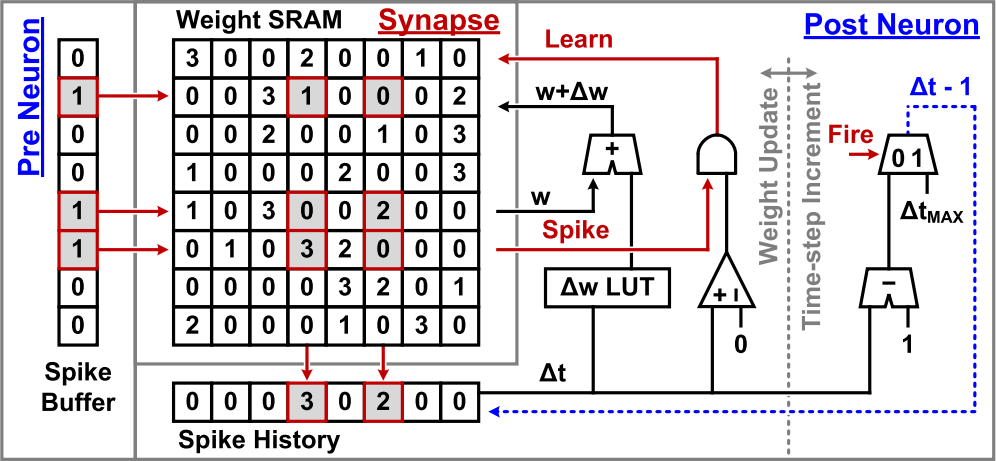 Pre Neuron
Weight SRAM
Synapse
Post Neuron
0
1
0
0
1
1
0
0
Spike
Buffer
3 0 0 2 0 0 1 0
0 0 3 1 0 0 0 2
0 0 2 0 0 1 0 3
1 0 0 0 2 0 0 3
1 0 3 0 0 2 0 0
0 1 0 3 2 0 0 0
0 0 0 0 3 2 0 1
2 0 0 0 1 0 3 0
0 0 0 3 0 2 0 0
Spike History
Learn
w+Δw
+
w
Spike
Δw LUT
+ −
0
Δt
Weight Update
Time-step Increment
Δt - 1
Fire
0 1
ΔtMAX
−
1